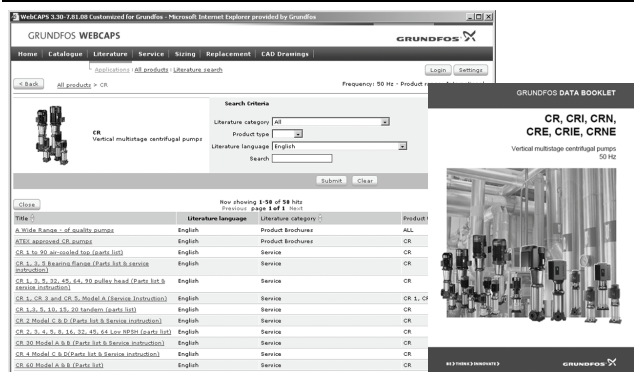 WebCAPS 3.30-7.81.08 Customized for Grundfos - Microsoft Internet Explorer provided by Grundfos
GRUNDFOS WEBCAPS
GRUNDFOS
Home Catalogue Literature Service Sizing Replacement CAD Drawings
Applications All products Literature search
Login Settings
< Back All products > CR
Frequency: 50 Hz - Product
CR
Vertical multistage centrifugal pumps
Search Criteria
Literature category All
Product type
Literature language English
Search
Submit Clear
Close
Now showing 1-58 of 58 hits
Previous page 1 of 1 Next
Title Literature language Literature category Product
A Wide Range - of quality pumps English Product Brochures ALL
ATEX approved CR pumps English Product Brochures CR
CR 1 to 90 air-cooled top (parts list) English Service CR
CR 1, 3, 5 Bearing flange (Parts list & service
instruction) English Service CR
CR 1, 3, 5, 32, 45, 64, 90 pulley head (Parts list &
service instruction) English Service CR
CR 1, CR 3 and CR 5, Model A (Service Instruction) English Service CR 1, CR
CR 1,3, 5, 10, 15, 20 tandem (parts list) English Service CR
CR 2 Model C & D (Parts list & Service instruction) English Service CR
CR 2, 3, 4, 5, 8, 16, 32, 45, 64 Low NPSH (parts list) English Service CR
CR 30 Model A & B (Parts list & Service instruction) English Service CR
CR 4 Model C & D(Parts list & Service instruction) English Service CR
CR 60 Model A & B (Parts list) English Service CR
GRUNDFOS DATA BOOKLET
CR, CRI, CRN,
CRE, CRIE, CRNE
Vertical multistage centrifugal pumps
50 Hz
BE > THINK > INNOVATE >
GRUNDFOS